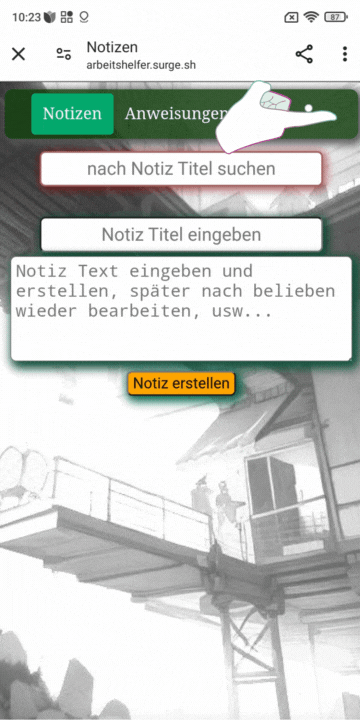 10:23
87
Notizen
arbeitshelfer.surge.sh
Notizen Anweisungen
nach Notiz Titel suchen
Notiz Titel eingeben
Notiz Text eingeben und
erstellen, später nach belieben
wieder bearbeiten, usw...
Notiz erstellen